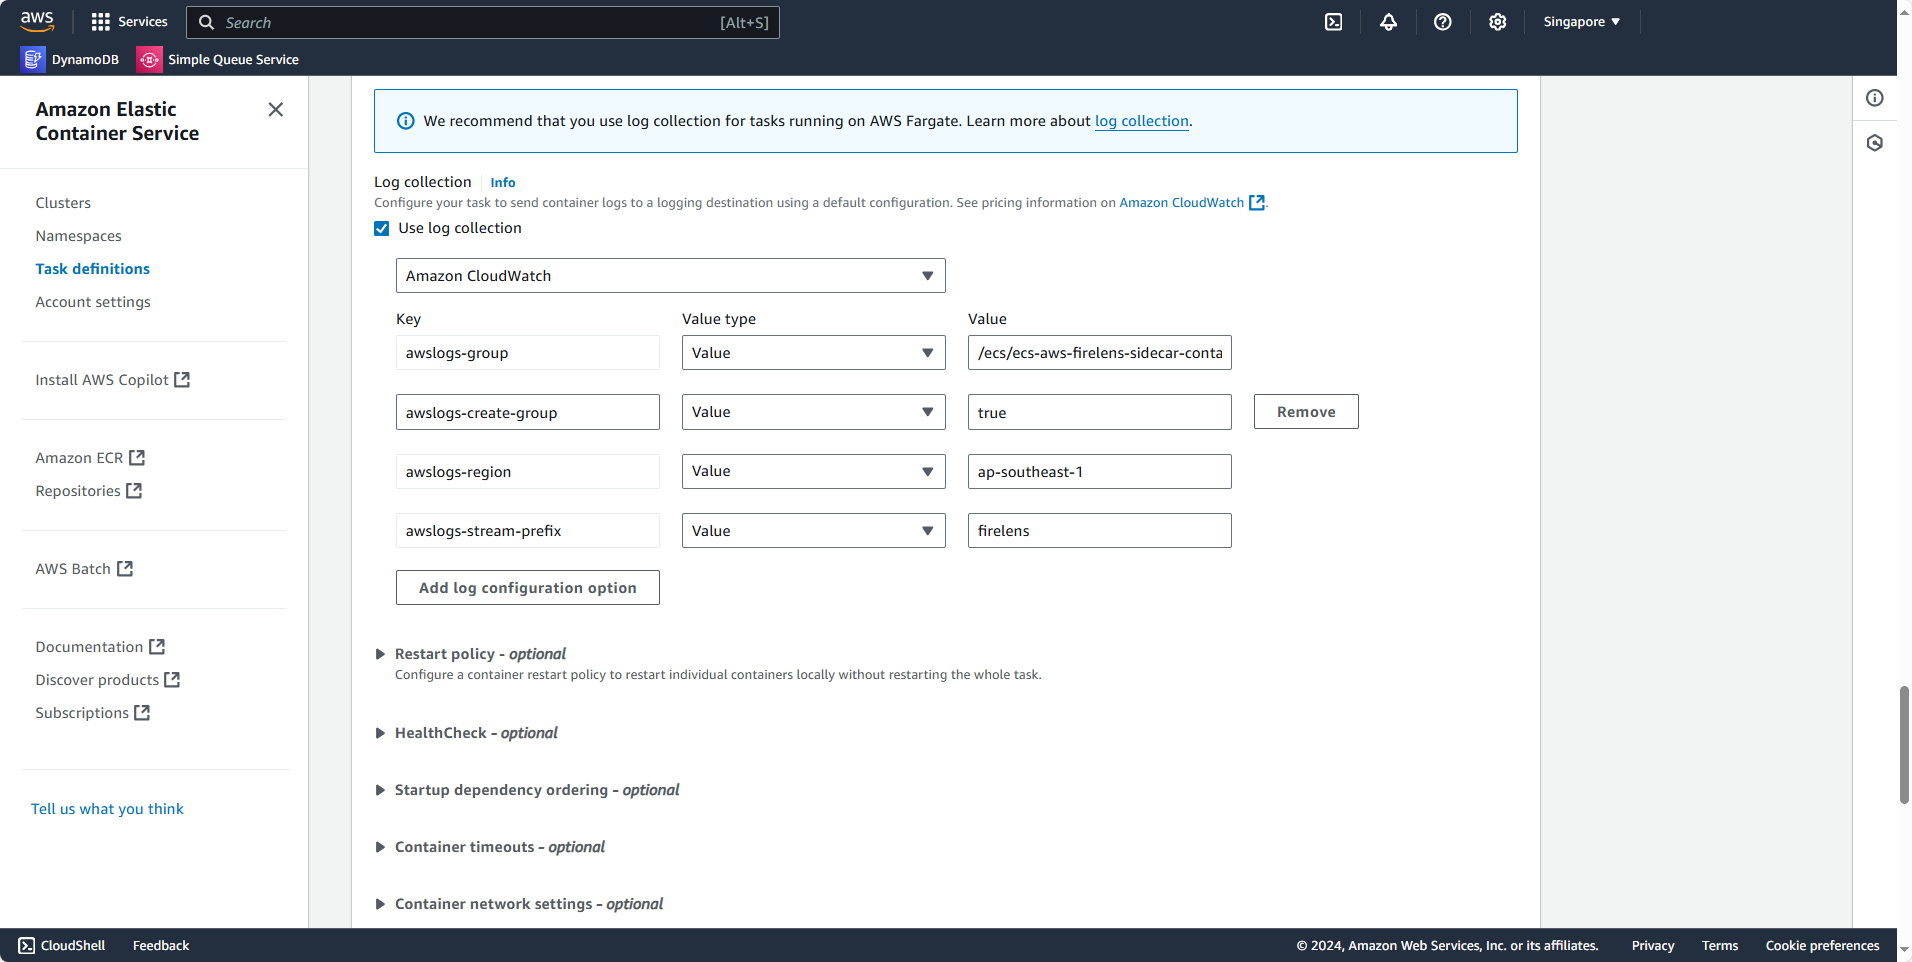 aws
Services
Search
[Alt+S]
Singapore
DynamoDB
Simple Queue Service
Amazon Elastic
Container Service
Clusters
Namespaces
Task definitions
Account settings
Install AWS Copilot
Amazon ECR
Repositories
AWS Batch
Documentation
Discover products
Subscriptions
Tell us what you think
We recommend that you use log collection for tasks running on AWS Fargate. Learn more about log collection.
Log collection
Info
Configure your task to send container logs to a logging destination using a default configuration. See pricing information on Amazon CloudWatch.
Use log collection
Amazon CloudWatch
Key
Value type
Value
awslogs-group
Value
/ecs/ecs-aws-firelens-sidecar-conta
awslogs-create-group
Value
true
Remove
awslogs-region
Value
ap-southeast-1
awslogs-stream-prefix
Value
firelens
Add log configuration option
Restart policy - optional
Configure a container restart policy to restart individual containers locally without restarting the whole task.
HealthCheck - optional
Startup dependency ordering - optional
Container timeouts - optional
Container network settings - optional
CloudShell
Feedback
© 2024, Amazon Web Services, Inc. or its affiliates.
Privacy
Terms
Cookie preferences